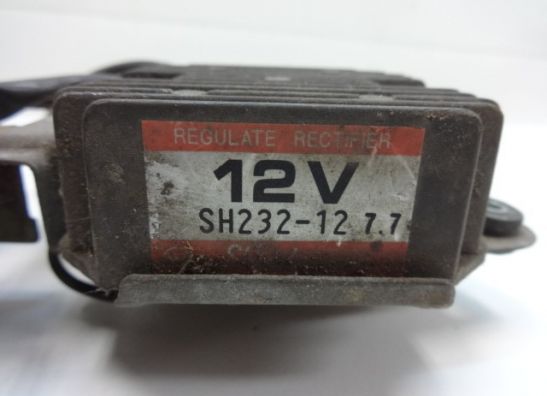 REGULATE RECTIFIER
12V
SH232-12 7.7